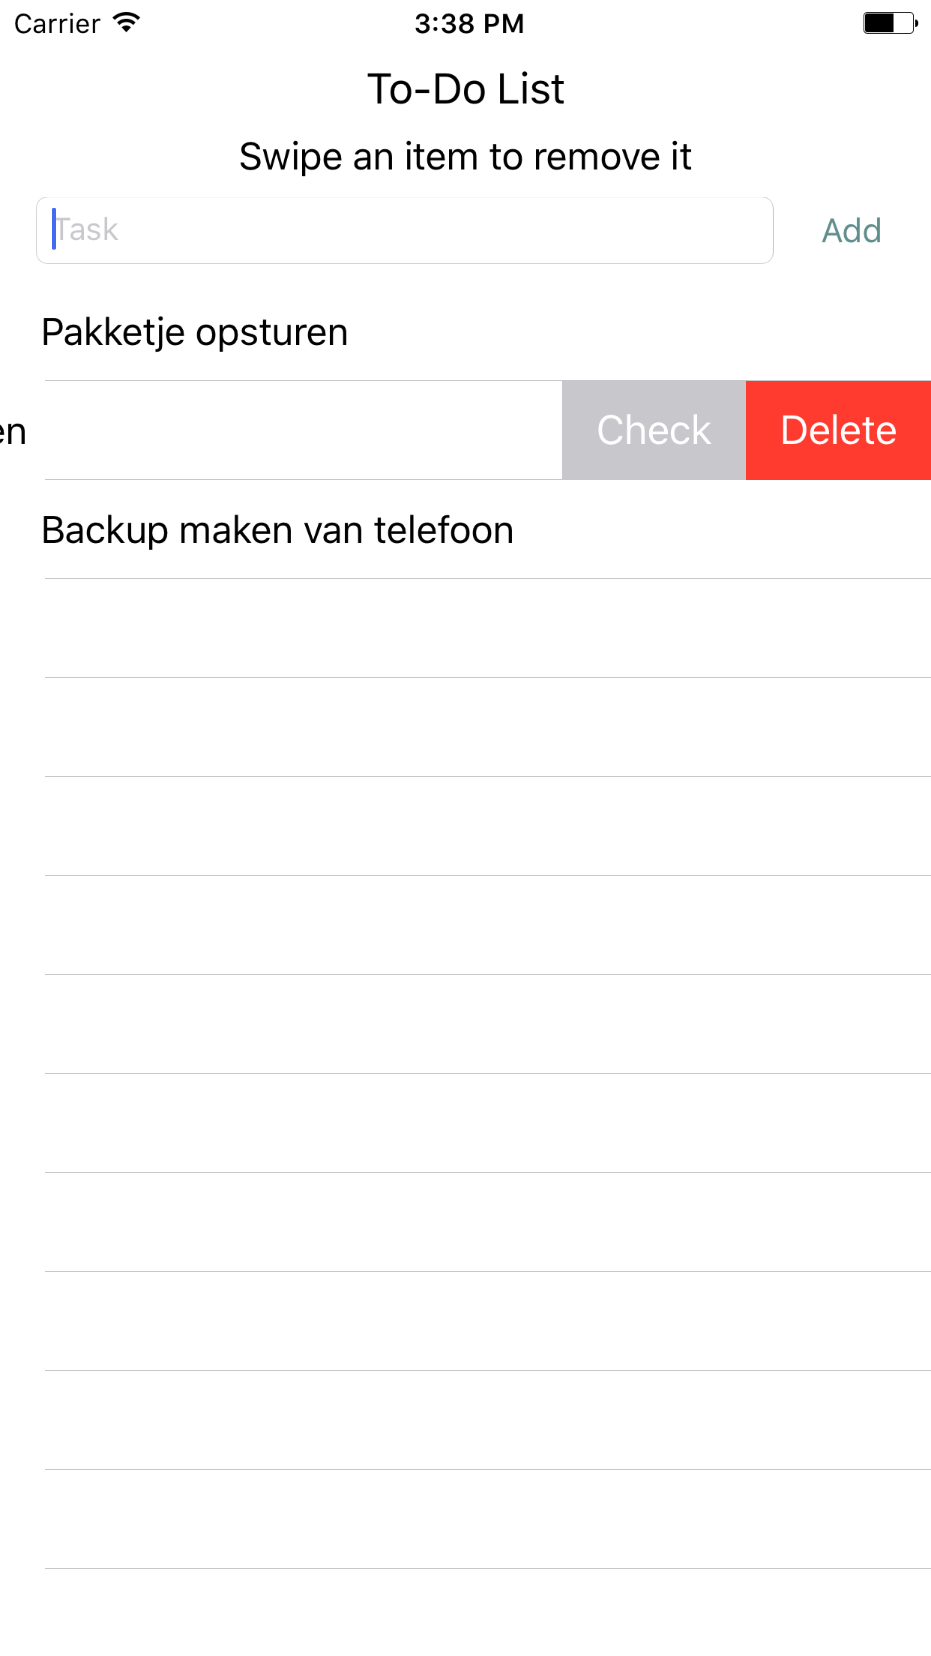 Carrier 3:38 PM
To-Do List
Swipe an item to remove it
Task Add
Pakketje opsturen
en Check Delete
Backup maken van telefoon